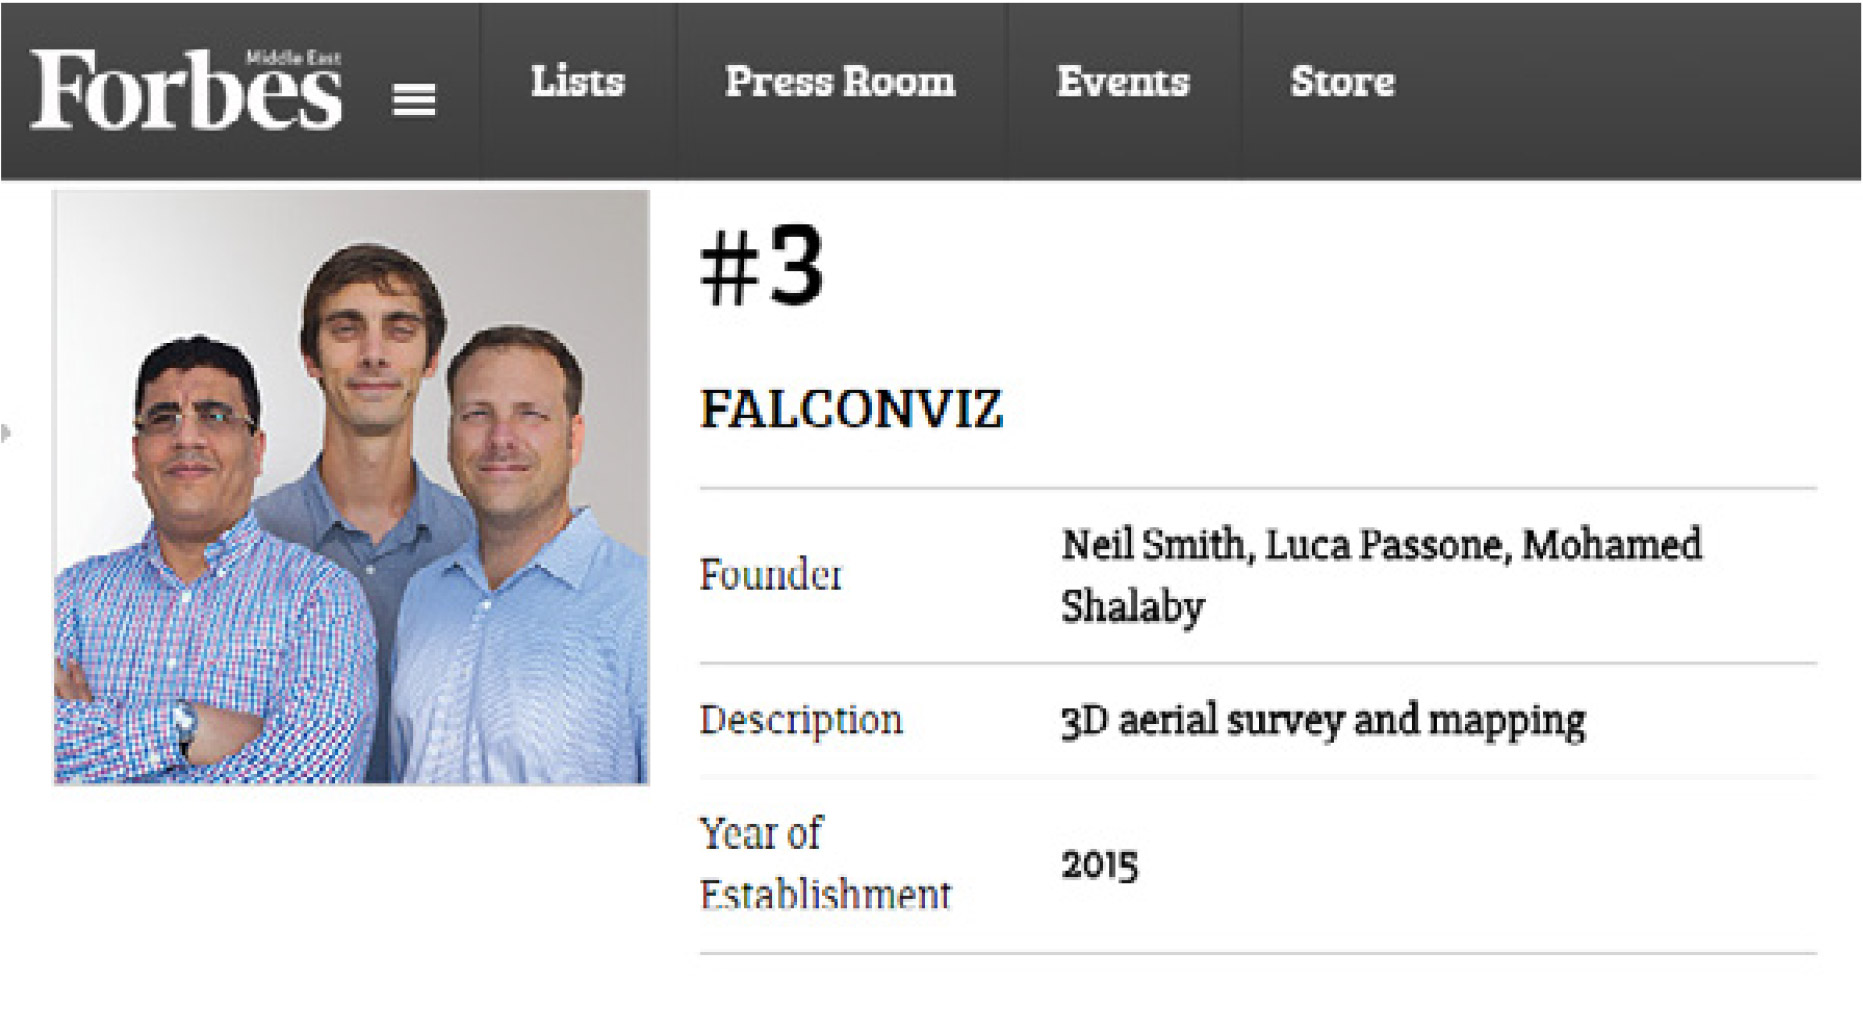 Forbes
Middle East
Lists
Press Room
Events
Store
#3
FALCONVIZ
Founder
Neil Smith, Luca Passone, Mohamed
Shalaby
Description
3D aerial survey and mapping
Year of
Establishment
2015